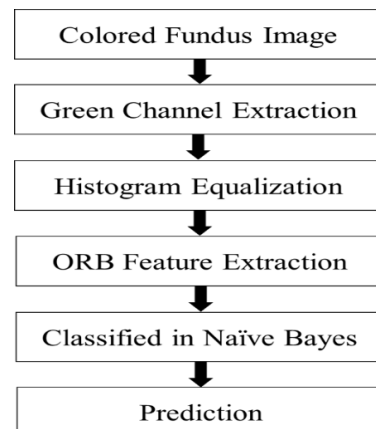 Colored Fundus Image
Green Channel Extraction
Histogram Equalization
ORB Feature Extraction
Classified in Naïve Bayes
Prediction